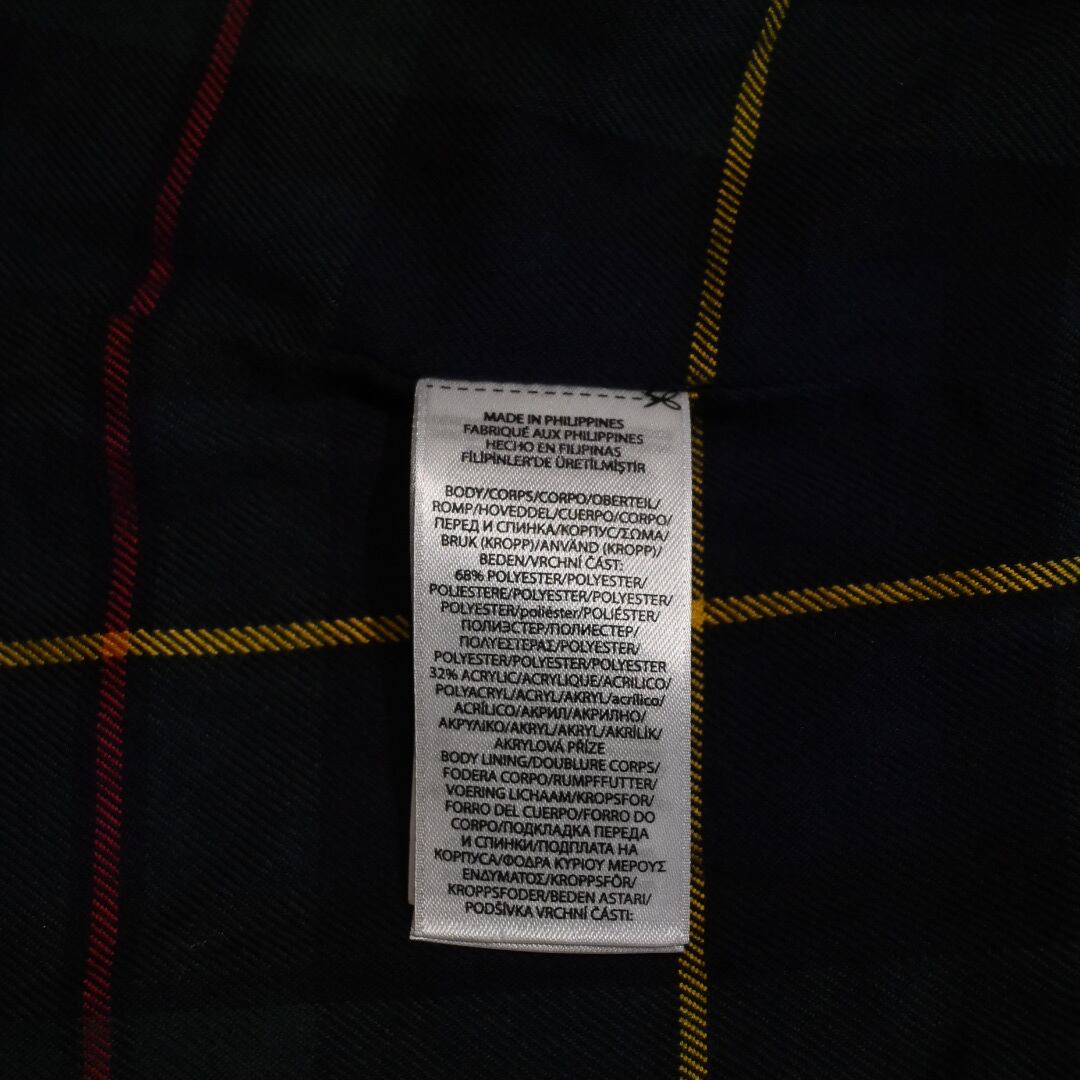 MADE IN PHILIPPINES
FABRIQUÉ AUX PHILIPPINES
HECHO EN FILIPINAS
FİLİPİNLER'DE ÜRETİLMİŞTİR
BODY/CORPS/CORPO/OBERTEIL/
ROMP/HOVEDDEL/CUERPO/CORPO/
ПЕРЕД И СПИНКА/КОРПУС/ΣΩΜΑ/
BRUK (KROPP)/ANVÄND (KROPP)/
BEDEN/VRCHNÍ ČÁST:
68% POLYESTER/POLYESTER/
POLIESTERE/POLYESTER/POLYESTER/
POLYESTER/poliéster/POLIÉSTER/
ПОЛИЭСТЕР/ПОЛИЕСТЕР/
ΠΟΛΥΕΣΤΕΡΑΣ/POLYESTER/
POLYESTER/POLYESTER/POLYESTER
32% ACRYLIC/ACRYLIQUE/ACRILICO/
POLYACRYL/ACRYL/AKRYL/acrílico/
ACRÍLICO/АКРИЛ/АКРИЛНО/
ΑΚΡΥΛΙΚΟ/AKRYL/AKRYL/AKRİLİK/
AKRYLOVÁ PŘÍZE
BODY LINING/DOUBLURE CORPS/
FODERA CORPO/RUMPFFUTTER/
VOERING LICHAAM/KROPSFOR/
FORRO DEL CUERPO/FORRO DO
CORPO/ПОДКЛАДКА ПЕРЕДА
И СПИНКИ/ПОДПЛАТА НА
КОРПУСА/ΦΟΔΡΑ ΚΥΡΙΟΥ ΜΕΡΟΥΣ
ΕΝΔΥΜΑΤΟΣ/KROPPSFÔR/
KROPPSFODER/BEDEN ASTARI/
PODŠÍVKA VRCHNÍ ČÁSTI: